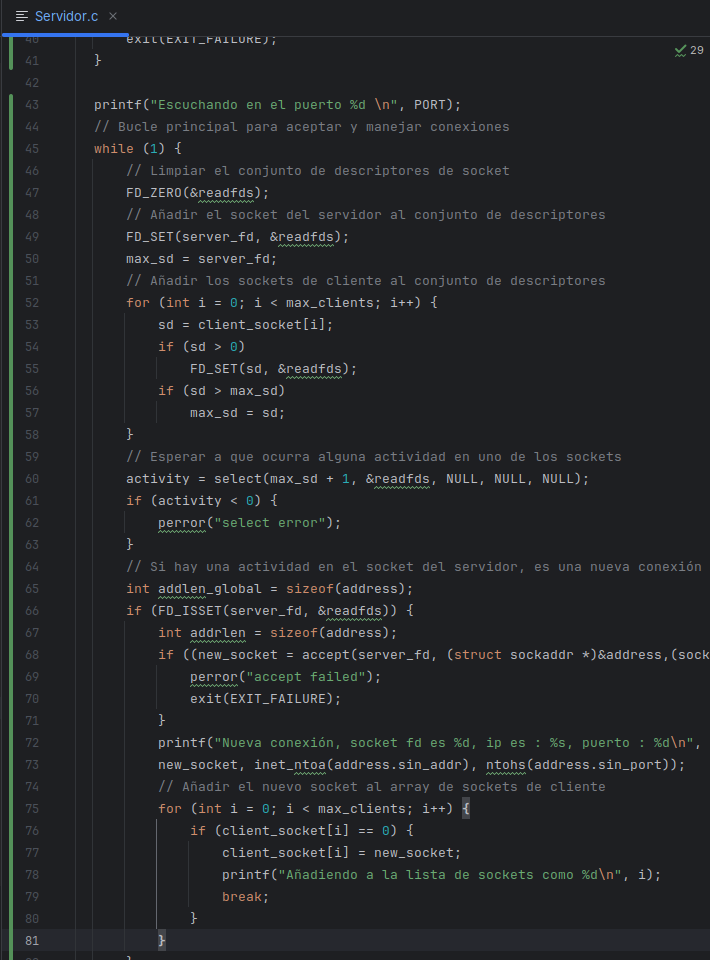 Servidor.c
29
40 exit(EXIT_FAILURE);
41 }
42
43 printf("Escuchando en el puerto %d \n", PORT);
44 // Bucle principal para aceptar y manejar conexiones
45 while (1) {
46 // Limpiar el conjunto de descriptores de socket
47 FD_ZERO(&readfds);
48 // Añadir el socket del servidor al conjunto de descriptores
49 FD_SET(server_fd, &readfds);
50 max_sd = server_fd;
51 // Añadir los sockets de cliente al conjunto de descriptores
52 for (int i = 0; i < max_clients; i++) {
53 sd = client_socket[i];
54 if (sd > 0)
55 FD_SET(sd, &readfds);
56 if (sd > max_sd)
57 max_sd = sd;
58 }
59 // Esperar a que ocurra alguna actividad en uno de los sockets
60 activity = select(max_sd + 1, &readfds, NULL, NULL, NULL);
61 if (activity < 0) {
62 perror("select error");
63 }
64 // Si hay una actividad en el socket del servidor, es una nueva conexión
65 int addlen_global = sizeof(address);
66 if (FD_ISSET(server_fd, &readfds)) {
67 int addrlen = sizeof(address);
68 if ((new_socket = accept(server_fd, (struct sockaddr *)&address,(sock
69 perror("accept failed");
70 exit(EXIT_FAILURE);
71 }
72 printf("Nueva conexión, socket fd es %d, ip es : %s, puerto : %d\n",
73 new_socket, inet_ntoa(address.sin_addr), ntohs(address.sin_port));
74 // Añadir el nuevo socket al array de sockets de cliente
75 for (int i = 0; i < max_clients; i++) {
76 if (client_socket[i] == 0) {
77 client_socket[i] = new_socket;
78 printf("Añadiendo a la lista de sockets como %d\n", i);
79 break;
80 }
81 }